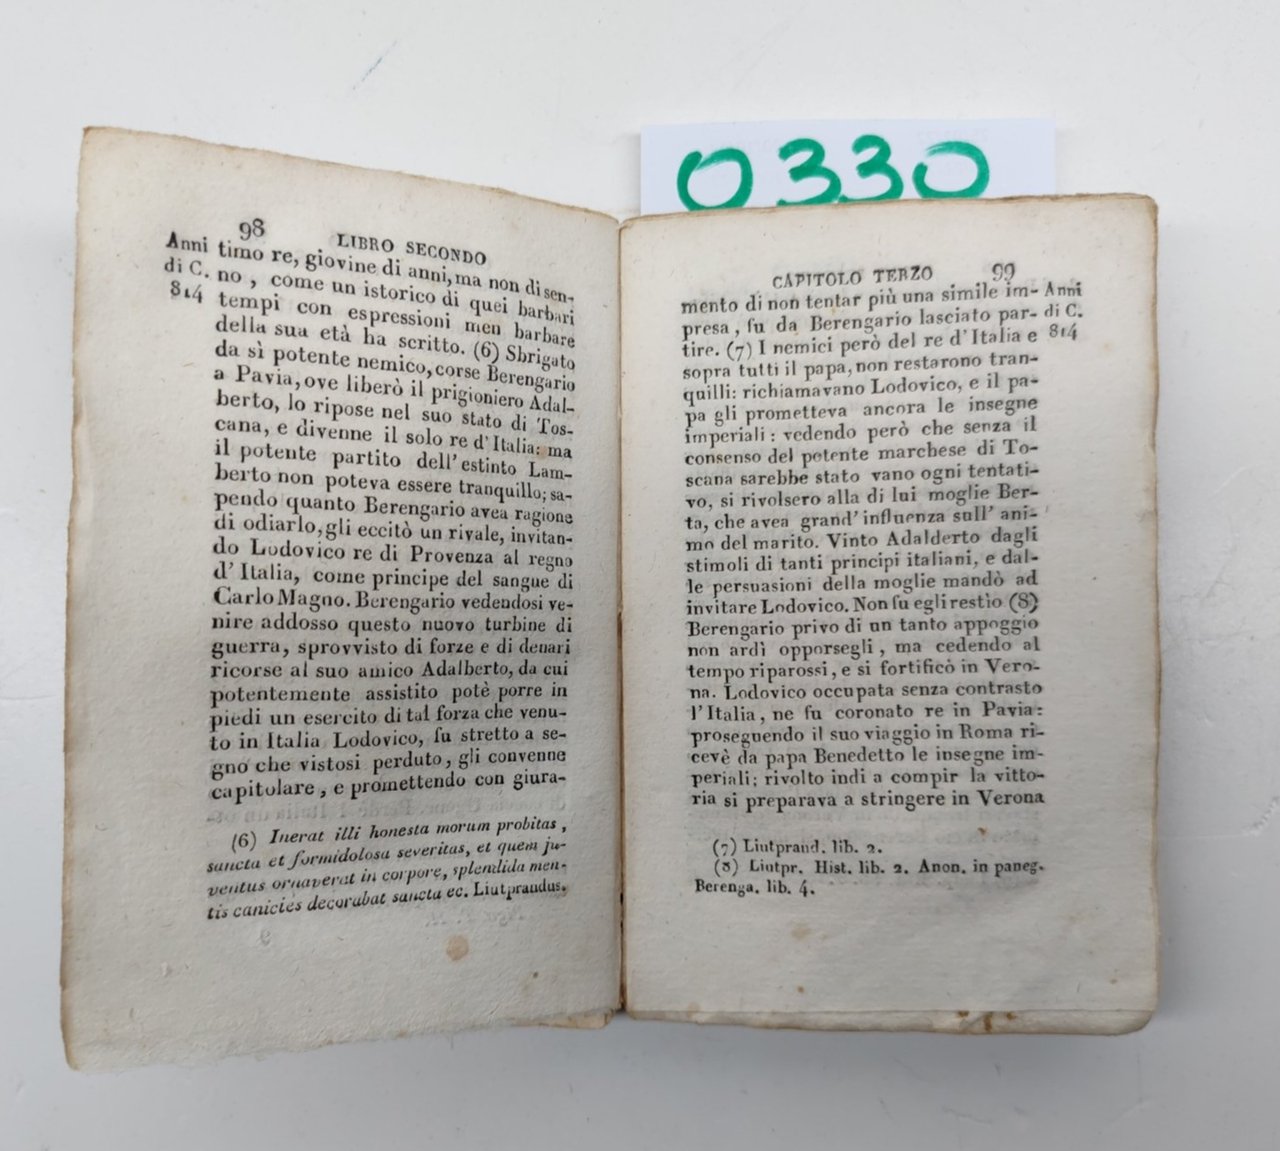 0330
98
LIBRO SECONDO
Anni
di C.
814
timo re, giovine di anni, ma non di sen-
no, come un istorico di quei barbari
tempi con espressioni men barbare
della sua età ha scritto. (6) Sbrigato
da sì potente nemico, corse Berengario
a Pavia, ove liberò il prigioniero Adal-
berto, lo ripose nel suo stato di Tos-
cana, e divenne il solo re d'Italia: ma
il potente partito dell'estinto Lam-
berto non poteva essere tranquillo; sa-
pendo quanto Berengario avea ragione
di odiarlo, gli eccitò un rivale, invitan-
do Lodovico re di Provenza al regno
d'Italia, come principe del sangue di
Carlo Magno. Berengario vedendosi ve-
nire addosso questo nuovo turbine di
guerra, sprovvisto di forze e di denari
ricorse al suo amico Adalberto, da cui
potentemente assistito potè porre in
piedi un esercito di tal forza che venu-
to in Italia Lodovico, fu stretto a se-
gno che vistosi perduto, gli convenne
capitolare, e promettendo con giura-
(6) Inerat illi honesta morum probitas,
sancta et formidolosa severitas, et quem ju-
ventus ornaverat in corpore, splendida men-
tis canicies decorabat sancta ec. Liutprandus.
CAPITOLO TERZO
99
Anni
di C.
814
mento di non tentar più una simile im-
presa, fu da Berengario lasciato par-
tire. (7) I nemici però del re d'Italia e
sopra tutti il papa, non restarono tran-
quilli: richiamavano Lodovico, e il pa-
pa gli prometteva ancora le insegne
imperiali: vedendo però che senza il
consenso del potente marchese di To-
scana sarebbe stato vano ogni tentati-
vo, si rivolsero alla di lui moglie Ber-
ta, che avea grand'influenza sull' ani-
mo del marito. Vinto Adalderto dagli
stimoli di tanti principi italiani, e dal-
le persuasioni della moglie mandò ad
invitare Lodovico. Non fu egli restìo (8)
Berengario privo di un tanto appoggio
non ardì opporsegli, ma cedendo al
tempo riparossi, e si fortificò in Vero-
na. Lodovico occupata senza contrasto
l'Italia, ne fu coronato re in Pavia:
proseguendo il suo viaggio in Roma ri-
cevè da papa Benedetto le insegne im-
periali; rivolto indi a compir la vitto-
ria si preparava a stringere in Verona
(7) Liutprand. lib. 2.
(8) Liutpr. Hist. lib. 2. Anon. in paneg.
Berenga. lib. 4.